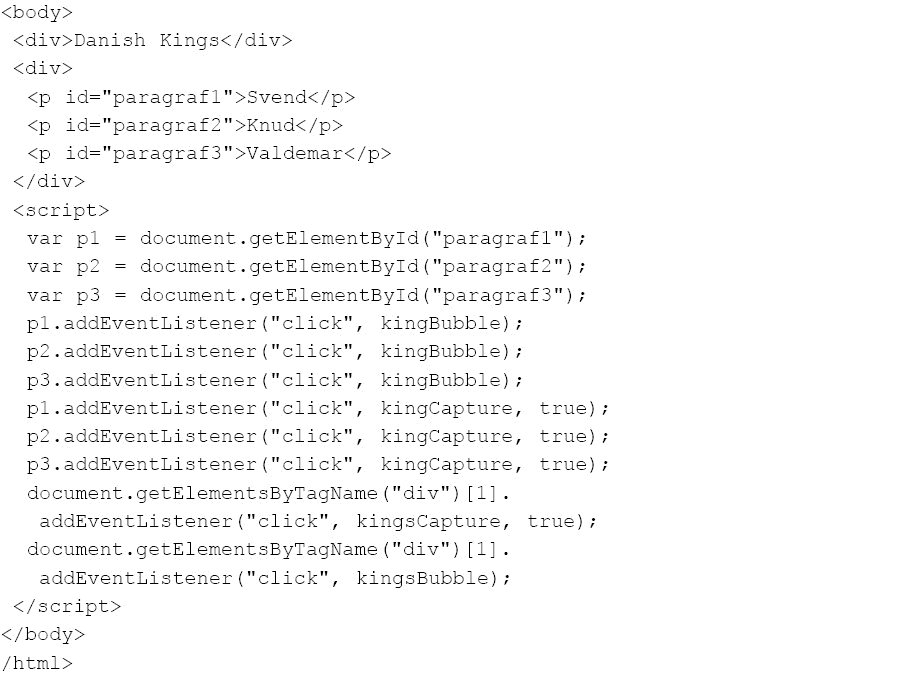 <body>
<div>Danish Kings</div>
<div>
<p id="paragraf1">Svend</p>
<p id="paragraf2">Knud</p>
<p id="paragraf3">Valdemar</p>
</div>
<script>
var p1 = document.getElementById("paragraf1");
var p2 = document.getElementById("paragraf2");
var p3 = document.getElementById("paragraf3");
p1.addEventListener("click", kingBubble);
p2.addEventListener("click", kingBubble);
p3.addEventListener("click", kingBubble);
p1.addEventListener("click", kingCapture, true);
p2.addEventListener("click", kingCapture, true);
p3.addEventListener("click", kingCapture, true);
document.getElementsByTagName("div")[1].
addEventListener("click", kingsCapture, true);
document.getElementsByTagName("div")[1].
addEventListener("click", kingsBubble);
</script>
</body>
/html>